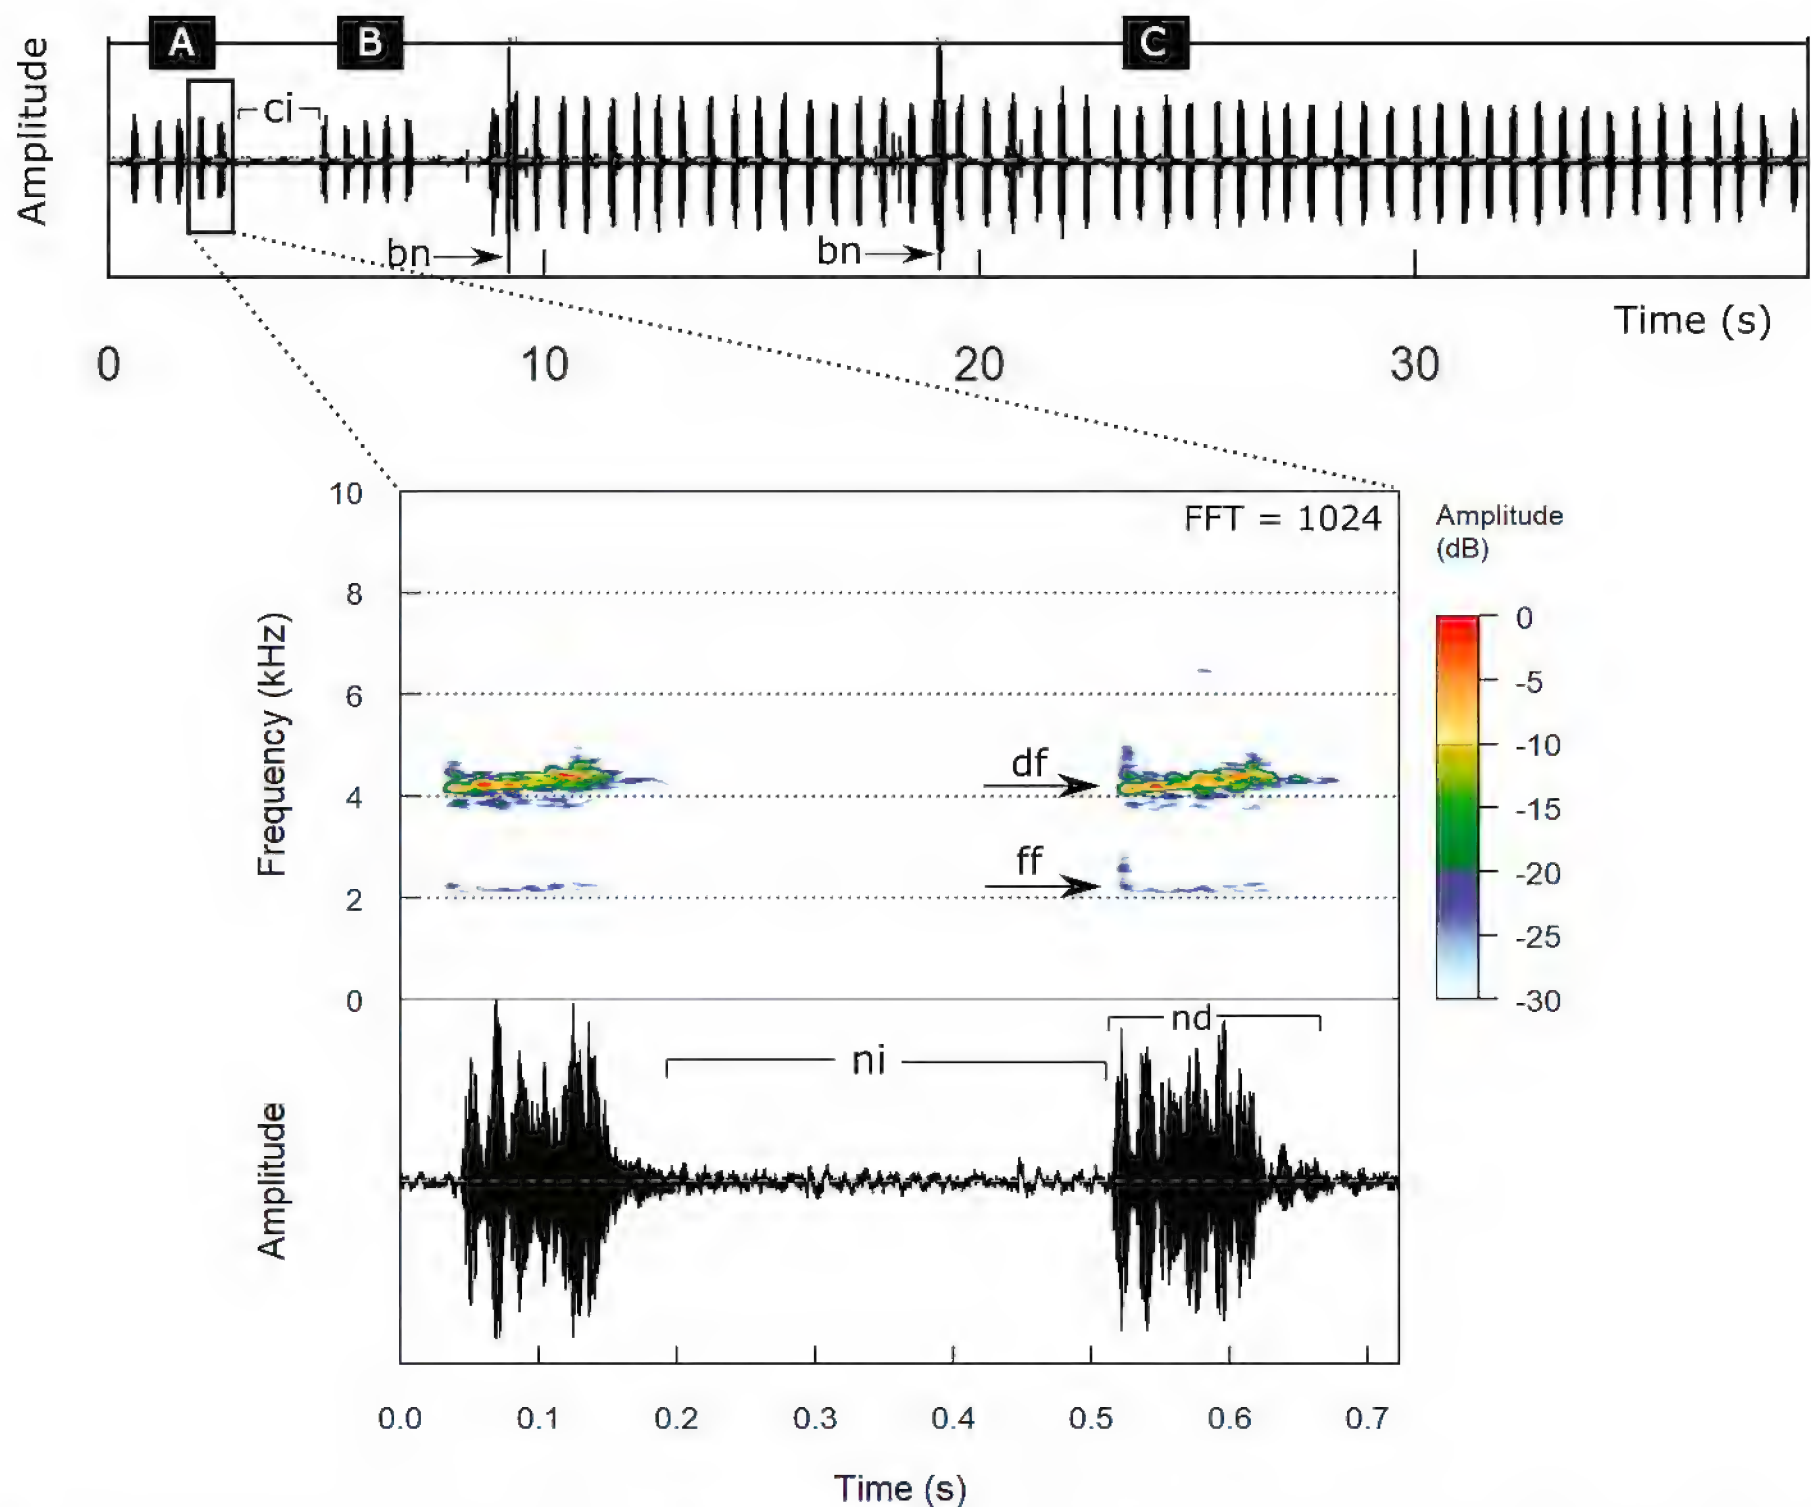 A B C
Amplitude
ci
bn bn
Time (s)
0 10 20 30
10
FFT = 1024
Amplitude
(dB)
8
6
4
2
0
Frequency (kHz)
df
ff
0
-5
-10
-15
-20
-25
-30
nd
ni
Amplitude
0.0 0.1 0.2 0.3 0.4 0.5 0.6 0.7
Time (s)